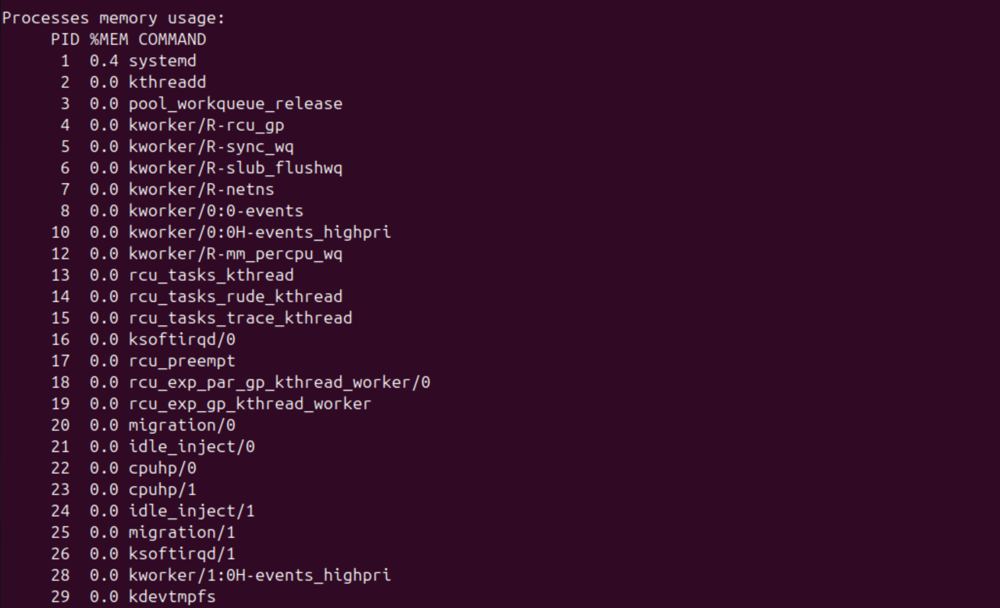 Processes memory usage:
PID %MEM COMMAND
1 0.4 systemd
2 0.0 kthreadd
3 0.0 pool_workqueue_release
4 0.0 kworker/R-rcu_gp
5 0.0 kworker/R-sync_wq
6 0.0 kworker/R-slub_flushwq
7 0.0 kworker/R-netns
8 0.0 kworker/0:0-events
10 0.0 kworker/0:0H-events_highpri
12 0.0 kworker/R-mm_percpu_wq
13 0.0 rcu_tasks_kthread
14 0.0 rcu_tasks_rude_kthread
15 0.0 rcu_tasks_trace_kthread
16 0.0 ksoftirqd/0
17 0.0 rcu_preempt
18 0.0 rcu_exp_par_gp_kthread_worker/0
19 0.0 rcu_exp_gp_kthread_worker
20 0.0 migration/0
21 0.0 idle_inject/0
22 0.0 cpuhp/0
23 0.0 cpuhp/1
24 0.0 idle_inject/1
25 0.0 migration/1
26 0.0 ksoftirqd/1
28 0.0 kworker/1:0H-events_highpri
29 0.0 kdevtmpfs